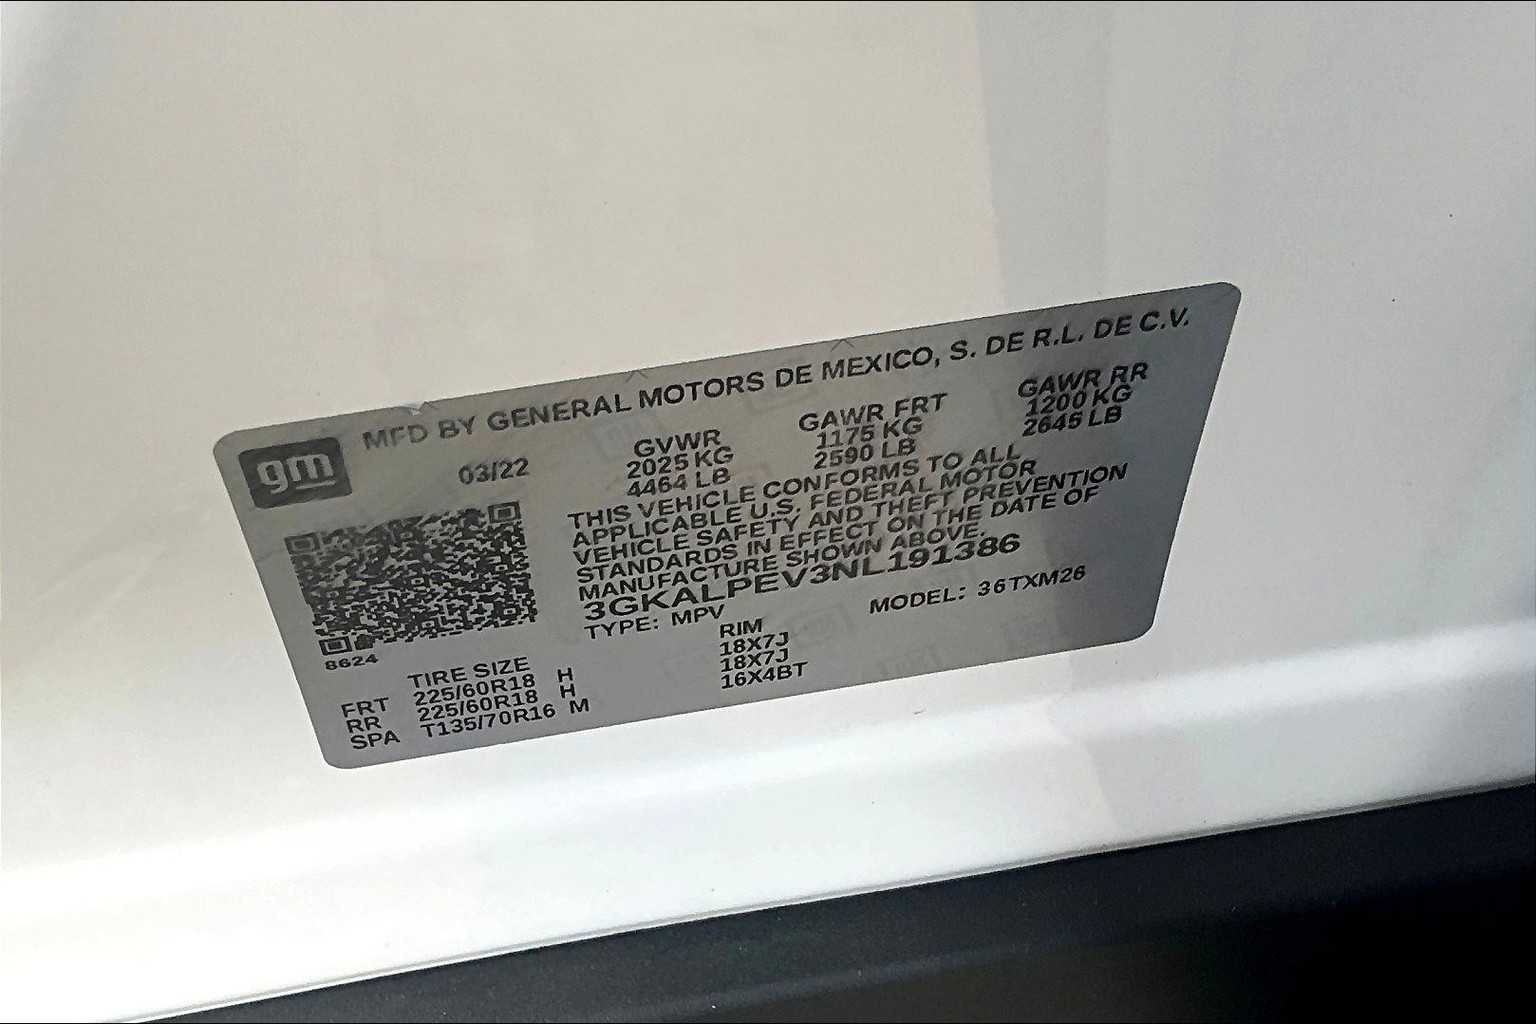 MFD BY GENERAL MOTORS DE MEXICO, S. DE R.L. DE C.V.
gm
03/22
GVWR GAWR FRT GAWR RR
2025 KG 1175 KG 1200 KG
4464 LB 2590 LB 2645 LB
THIS VEHICLE CONFORMS TO ALL
APPLICABLE U.S. FEDERAL MOTOR
VEHICLE SAFETY AND THEFT PREVENTION
STANDARDS IN EFFECT ON THE DATE OF
MANUFACTURE SHOWN ABOVE.
3GKALPEV3NL191386
TYPE: MPV MODEL: 36TXM26
8624
TIRE SIZE RIM
FRT 225/60R18 H 18X7J
RR 225/60R18 H 18X7J
SPA T135/70R16 M 16X4BT